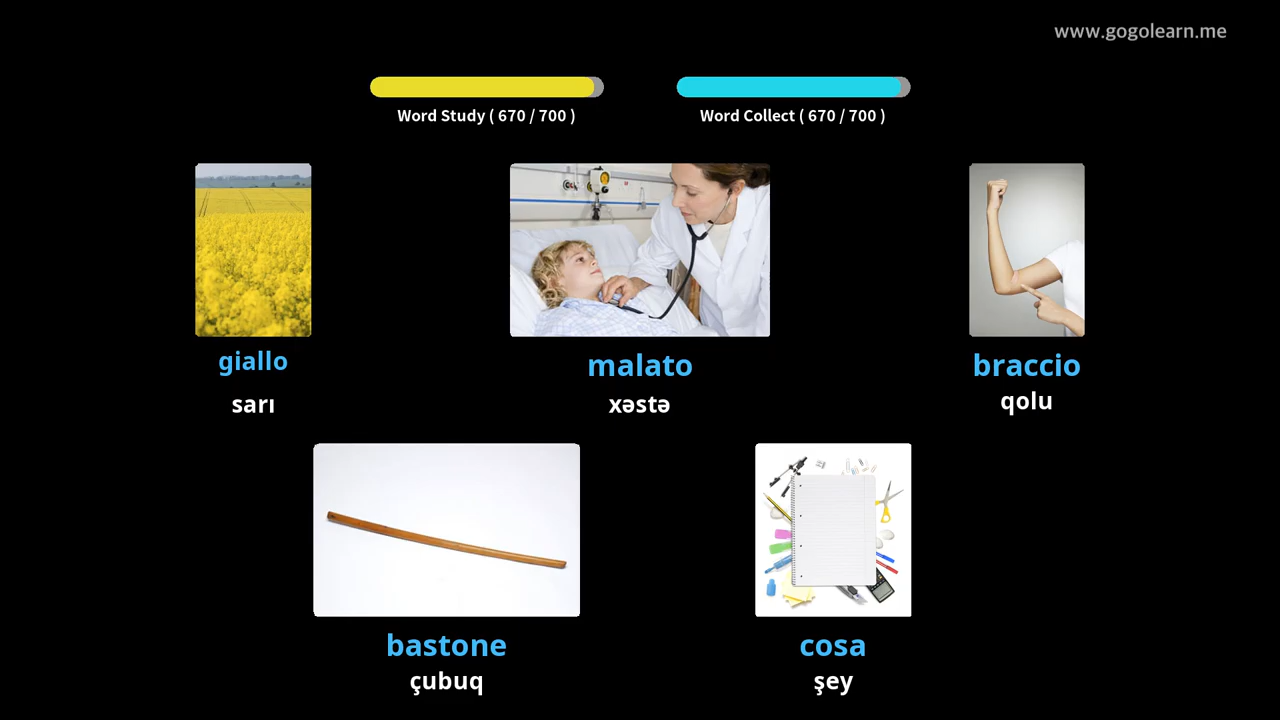 www.gogolearn.me
Word Study ( 670 / 700 )
Word Collect ( 670 / 700 )
giallo
sarı
malato
xəstə
braccio
qolu
bastone
çubuq
cosa
şey